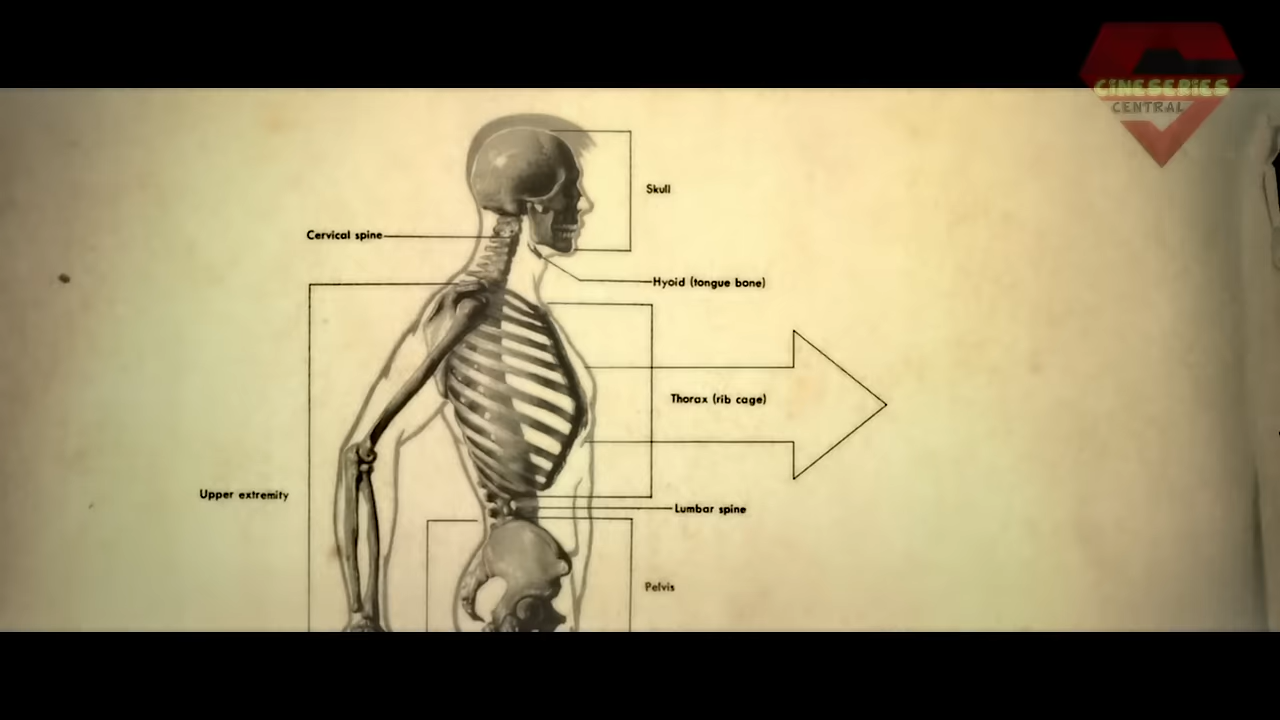 CINESERIES
CENTRAL
Skull
Cervical spine
Hyoid (tongue bone)
Thorax (rib cage)
Upper extremity
Lumbar spine
Pelvis